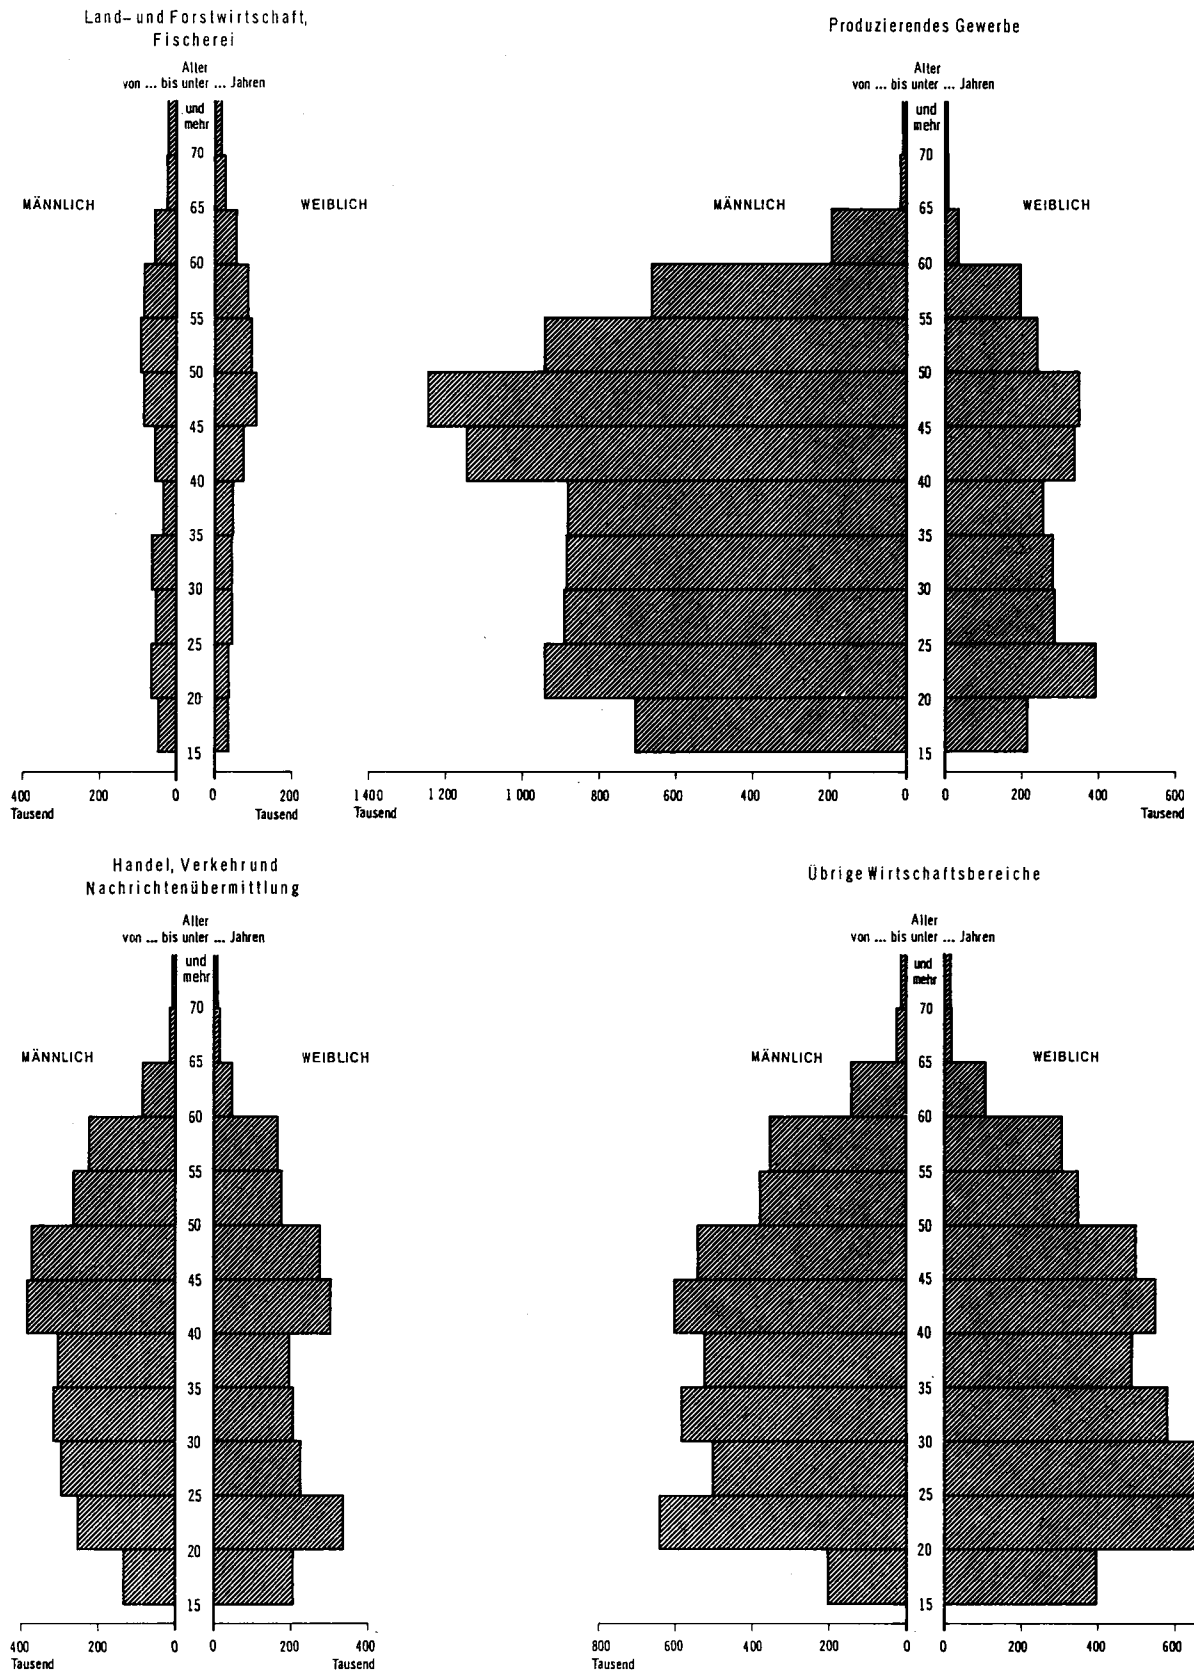 Land- und Forstwirtschaft,
Fischerei
Alter
von ... bis unter ... Jahren
und
mehr
70
MÄNNLICH
65
WEIBLICH
60
55
50
45
40
35
30
25
20
15
400 200 0 0 200
Tausend Tausend
Produzierendes Gewerbe
Alter
von ... bis unter ... Jahren
und
mehr
70
MÄNNLICH
65
WEIBLICH
60
55
50
45
40
35
30
25
20
15
1 400 1 200 1 000 800 600 400 200 0 0 200 400 600
Tausend Tausend
Handel, Verkehr und
Nachrichtenübermittlung
Alter
von ... bis unter ... Jahren
und
mehr
70
MÄNNLICH
65
WEIBLICH
60
55
50
45
40
35
30
25
20
15
400 200 0 0 200 400
Tausend Tausend
Übrige Wirtschaftsbereiche
Alter
von ... bis unter ... Jahren
und
mehr
70
MÄNNLICH
65
WEIBLICH
60
55
50
45
40
35
30
25
20
15
800 600 400 200 0 0 200 400 600
Tausend Tausend